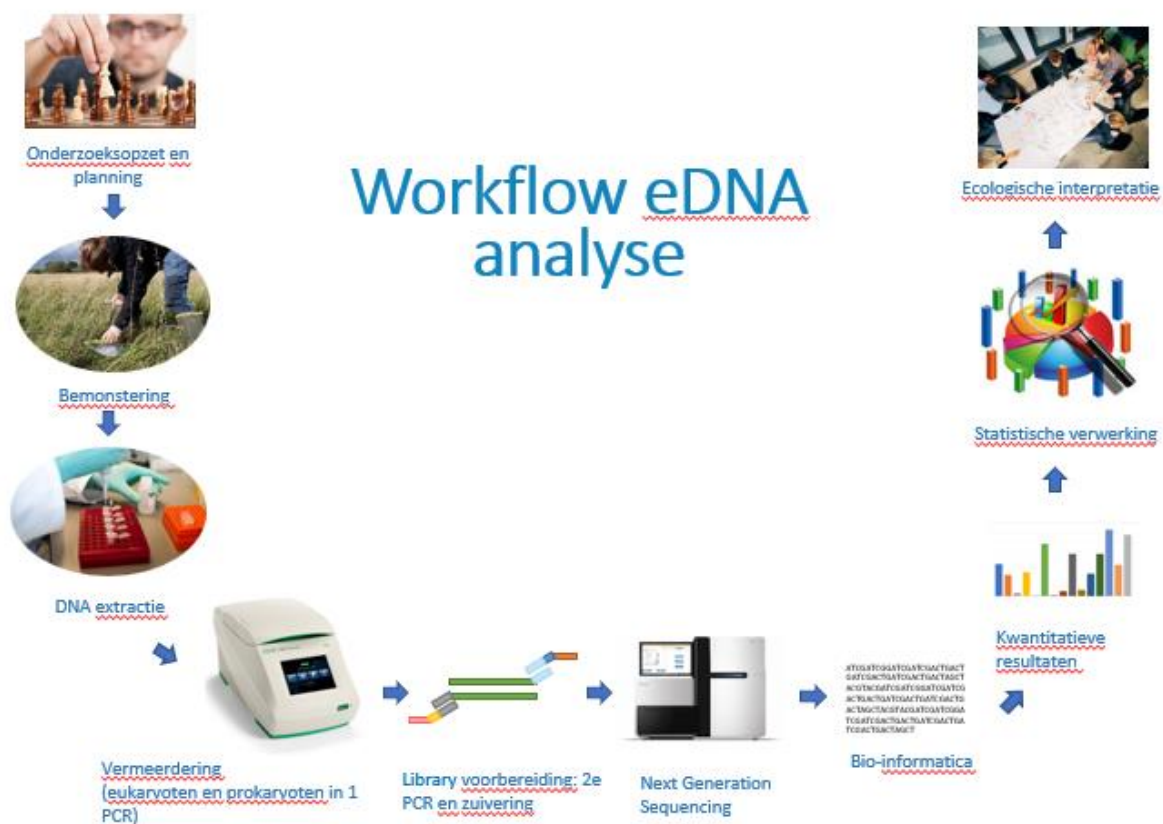 Workflow eDNA
analyse
Onderzoeksopzet en
planning
Bemonstering
DNA extractie
Vermeerdering
(eukaryoten en prokaryoten in 1
PCR)
Library voorbereiding: 2e
PCR en zuivering
Next Generation
Sequencing
Bio-informatica
Kwantitatieve
resultaten
Statistische verwerking
Ecologische interpretatie